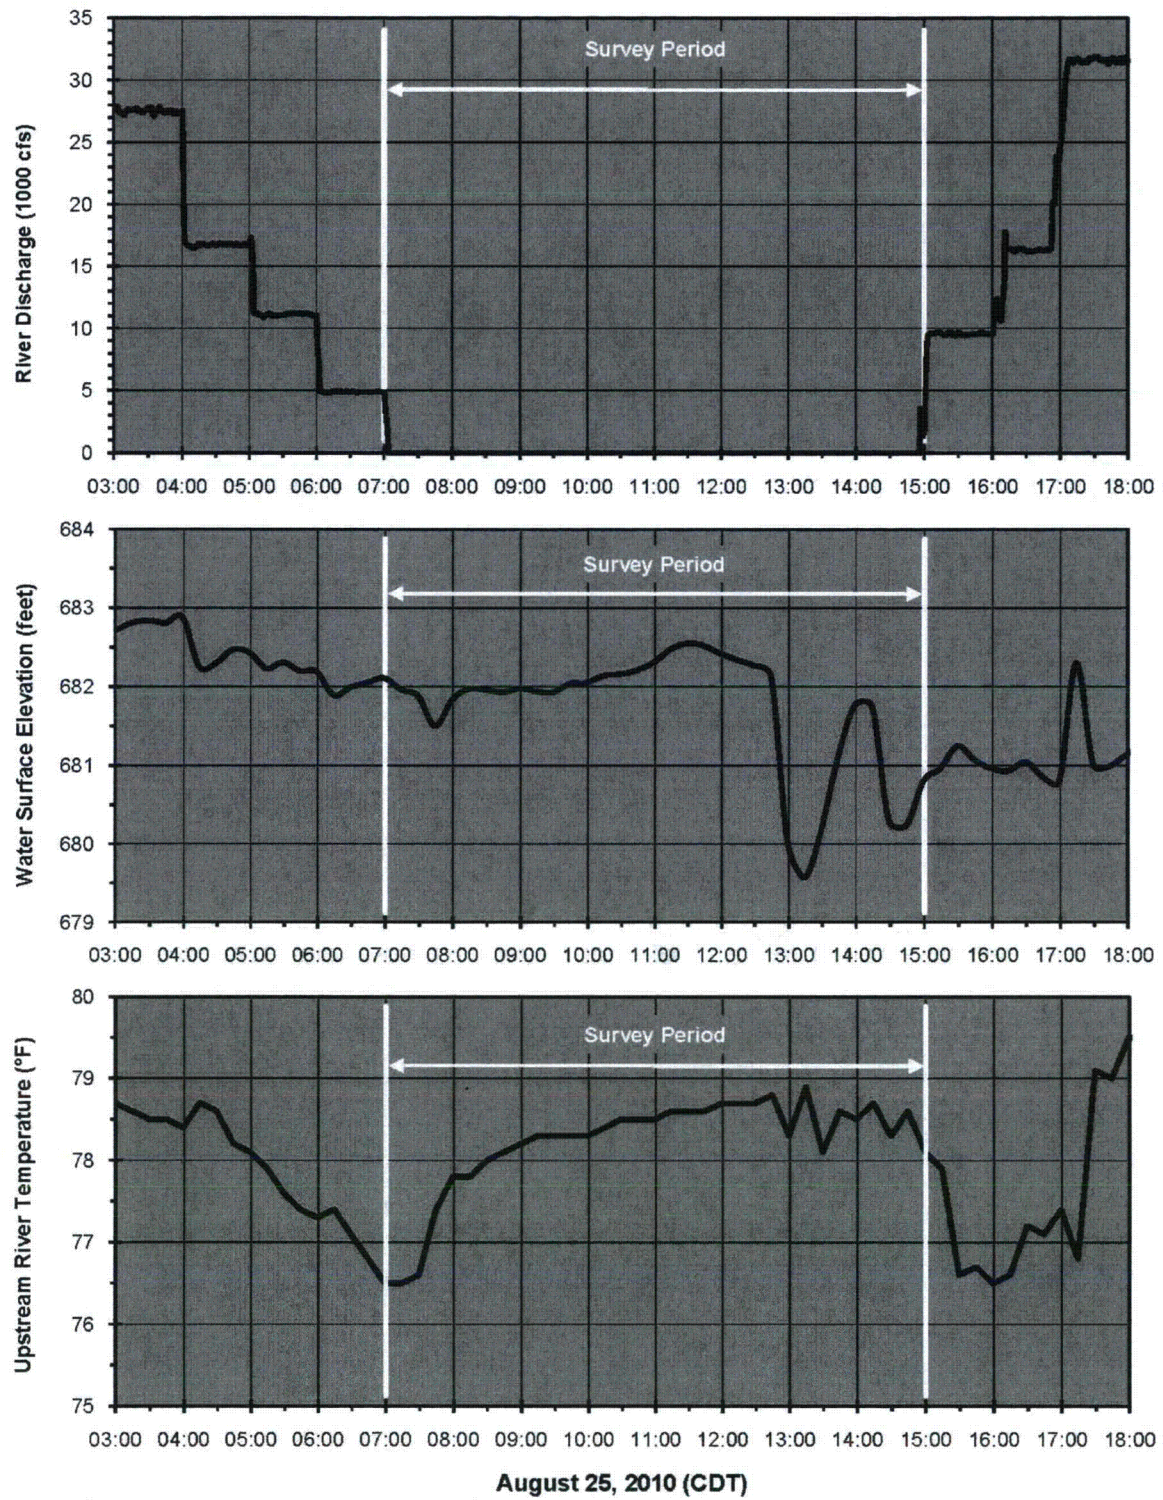 River Discharge (1000 cfs)
35
30
25
20
15
10
5
0
Survey Period
03:00 04:00 05:00 06:00 07:00 08:00 09:00 10:00 11:00 12:00 13:00 14:00 15:00 16:00 17:00 18:00
Water Surface Elevation (feet)
684
683
682
681
680
679
Survey Period
03:00 04:00 05:00 06:00 07:00 08:00 09:00 10:00 11:00 12:00 13:00 14:00 15:00 16:00 17:00 18:00
Upstream River Temperature (°F)
80
79
78
77
76
75
Survey Period
03:00 04:00 05:00 06:00 07:00 08:00 09:00 10:00 11:00 12:00 13:00 14:00 15:00 16:00 17:00 18:00
August 25, 2010 (CDT)